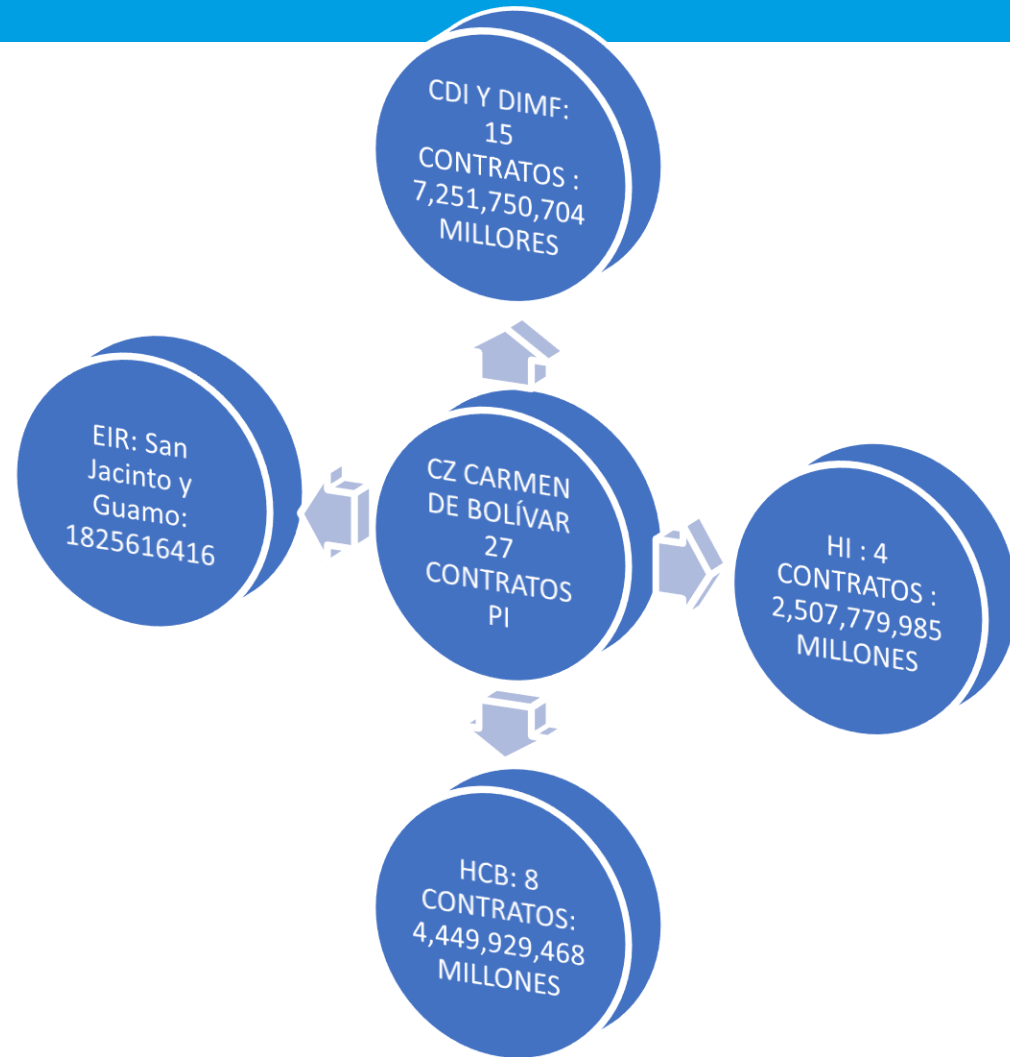 CDI Y DIMF:
15
CONTRATOS :
7,251,750,704
MILLORES
EIR: San
Jacinto y
Guamo:
1825616416
CZ CARMEN
DE BOLÍVAR
27
CONTRATOS
PI
HI : 4
CONTRATOS :
2,507,779,985
MILLONES
HCB: 8
CONTRATOS:
4,449,929,468
MILLONES